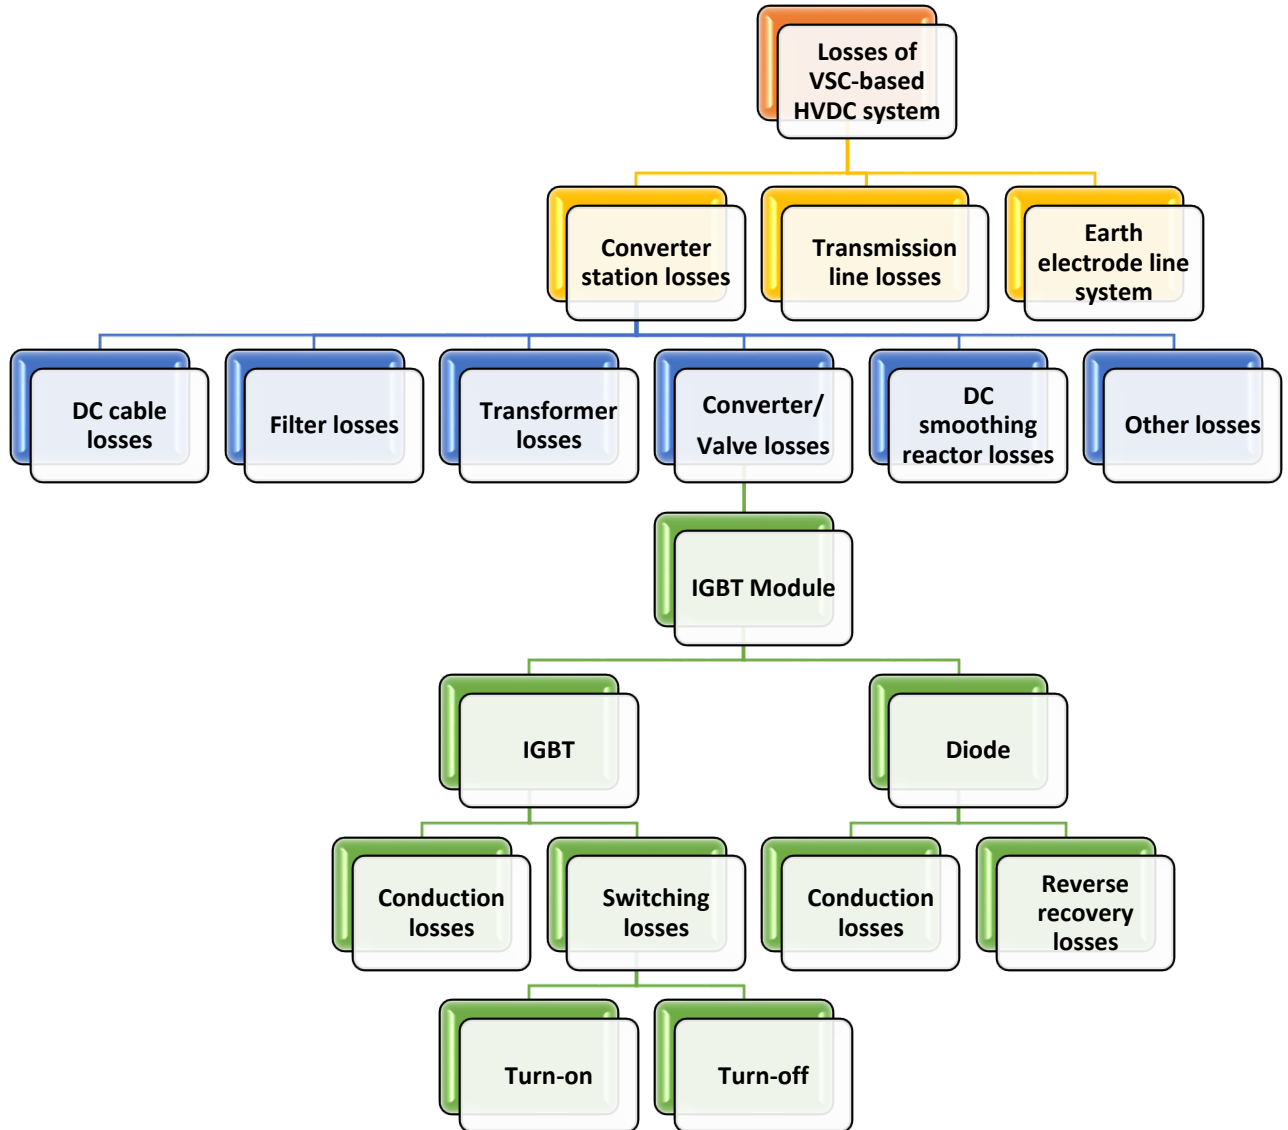 Losses of
VSC-based
HVDC system
Converter
station losses
Transmission
line losses
Earth
electrode line
system
DC cable
losses
Filter losses
Transformer
losses
Converter/
Valve losses
DC
smoothing
reactor losses
Other losses
IGBT Module
IGBT
Diode
Conduction
losses
Switching
losses
Conduction
losses
Reverse
recovery
losses
Turn-on
Turn-off